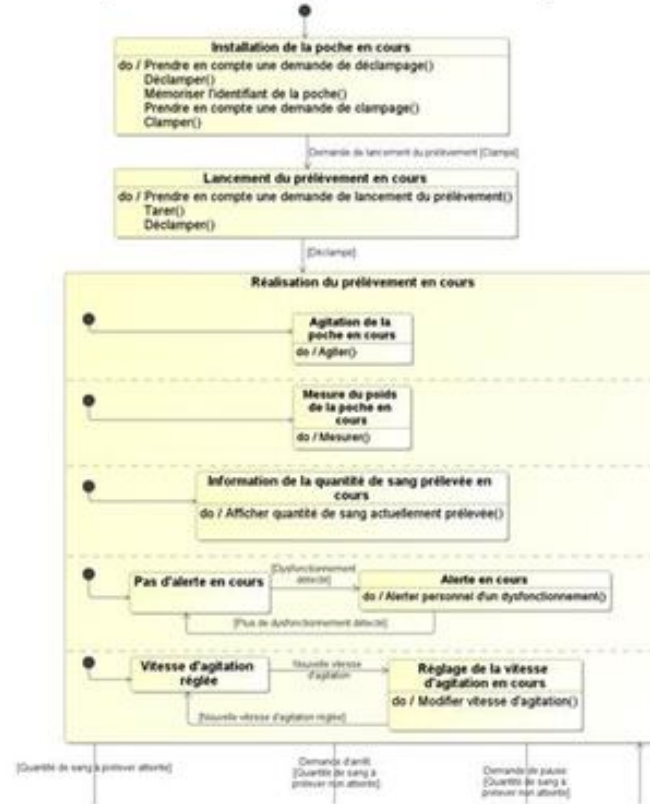 Installation de la poche en cours
do / Prendre en compte une demande de déclampage()
Déclamper()
Mémoriser l'identifiant de la poche()
Prendre en compte une demande de clampage()
Clamper()
Demande de lancement du prélèvement [Clampé]
Lancement du prélèvement en cours
do / Prendre en compte une demande de lancement du prélèvement()
Tarer()
Déclamper()
[Déclampé]
Réalisation du prélèvement en cours
Agitation de la
poche en cours
do / Agiter()
Mesure du poids
de la poche en
cours
do / Mesurer()
Information de la quantité de sang prélevée en
cours
do / Afficher quantité de sang actuellement prélevée()
Pas d'alerte en cours
[Dysfonctionnement
détecté]
Alerte en cours
do / Alerter personnel d'un dysfonctionnement()
[Plus de dysfonctionnement détecté]
Vitesse d'agitation
réglée
Nouvelle vitesse
d'agitation
Réglage de la vitesse
d'agitation en cours
do / Modifier vitesse d'agitation()
[Nouvelle vitesse d'agitation réglée]
[Quantité de sang à prélever atteinte]
Demande d'arrêt
[Quantité de sang à
prélever non atteinte]
Demande de pause
[Quantité de sang à
prélever non atteinte]